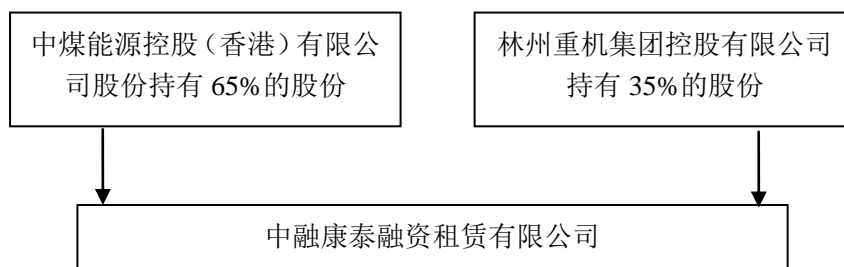 中煤能源控股（香港）有限公
司股份持有 65%的股份
林州重机集团控股有限公司
持有 35%的股份
中融康泰融资租赁有限公司